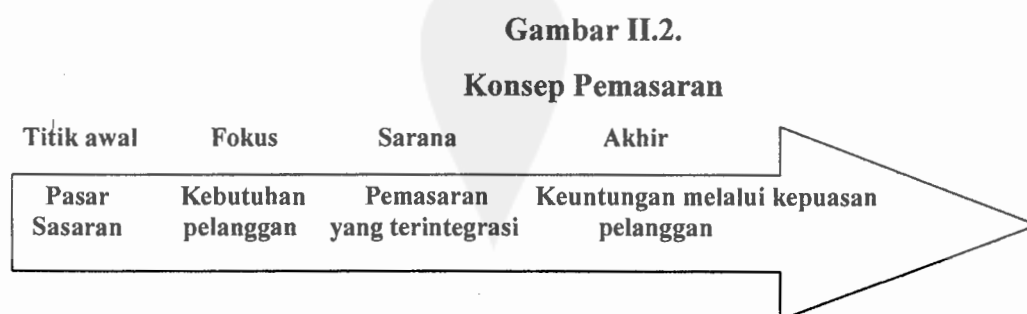 Gambar II.2.
Konsep Pemasaran
Titik awal Fokus Sarana Akhir
Pasar Kebutuhan Pemasaran Keuntungan melalui kepuasan
Sasaran pelanggan yang terintegrasi pelanggan